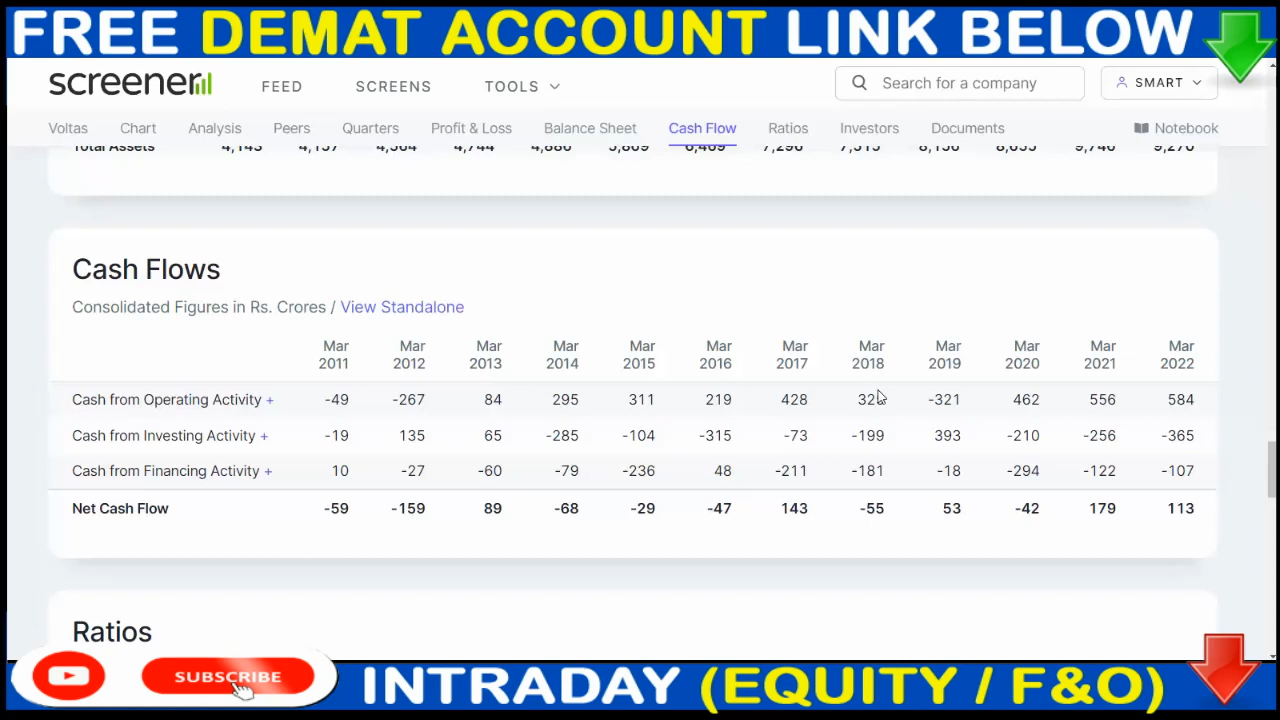 FREE DEMAT ACCOUNT LINK BELOW
screener FEED SCREENS TOOLS Search for a company SMART
Voltas Chart Analysis Peers Quarters Profit & Loss Balance Sheet Cash Flow Ratios Investors Documents Notebook
Total Assets 4,744
Cash Flows
Consolidated Figures in Rs. Crores / View Standalone
Mar 2011 Mar 2012 Mar 2013 Mar 2014 Mar 2015 Mar 2016 Mar 2017 Mar 2018 Mar 2019 Mar 2020 Mar 2021 Mar 2022
Cash from Operating Activity + -49 -267 84 295 311 219 428 -321 462 556 584
Cash from Investing Activity + -19 135 65 -285 -104 -315 -73 -199 393 -210 -256 -365
Cash from Financing Activity + 10 -27 -60 -79 -236 48 -211 -181 -18 -294 -122 -107
Net Cash Flow -59 -159 89 -68 -29 -47 143 -55 53 -42 179 113
Ratios
SUBSCRIBE
INTRADAY (EQUITY / F&O)